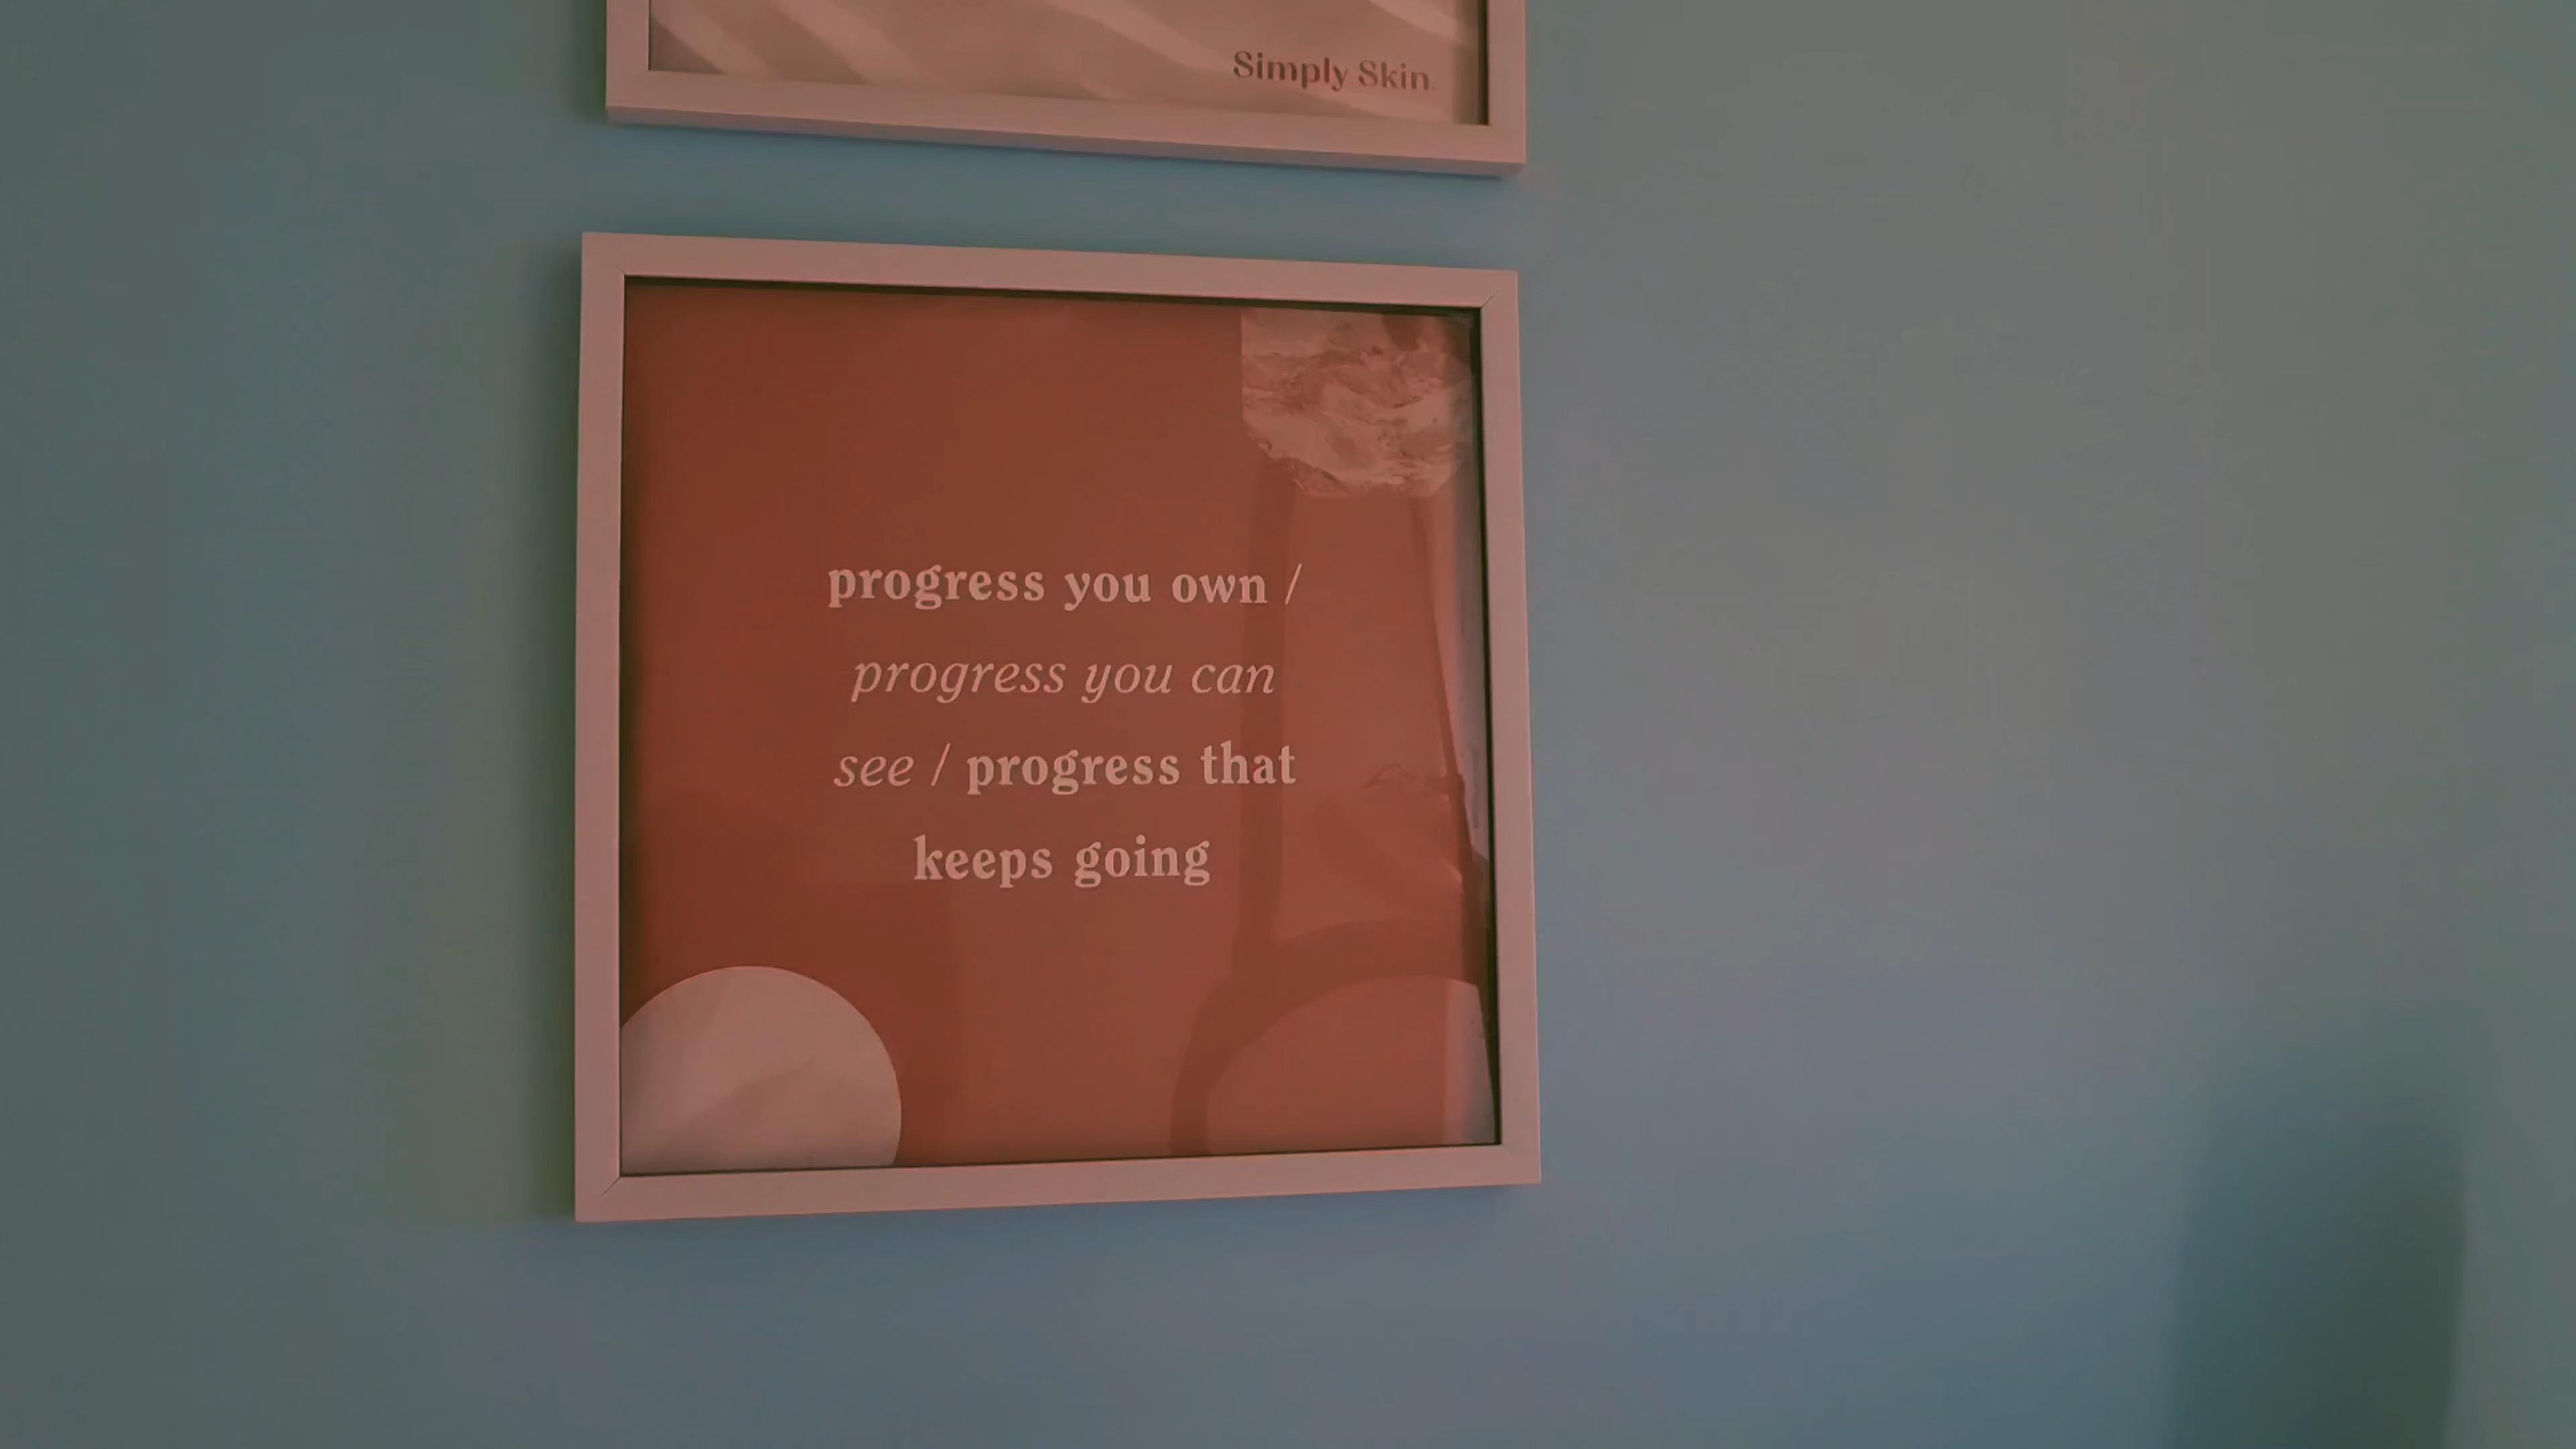 Simply Skin.
progress you own /
progress you can
see / progress that
keeps going